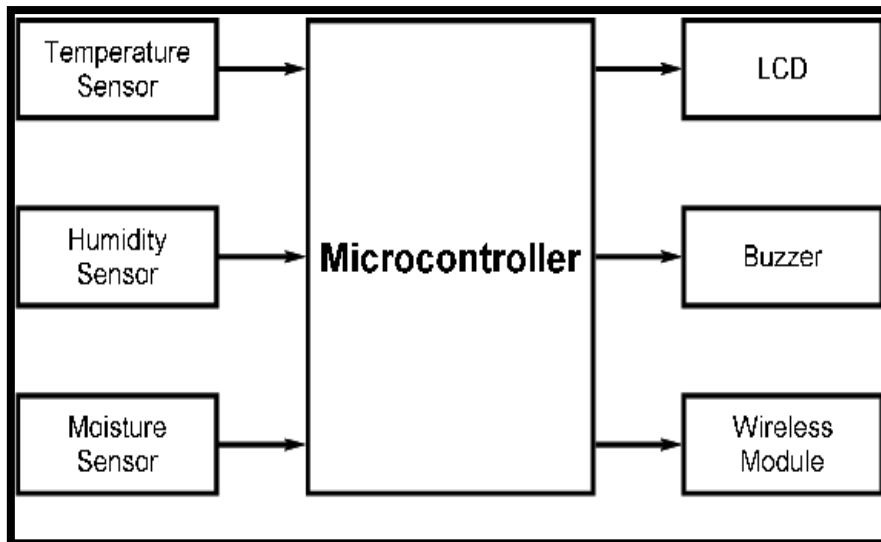 Temperature
Sensor
LCD
Humidity
Sensor
Microcontroller
Buzzer
Moisture
Sensor
Wireless
Module